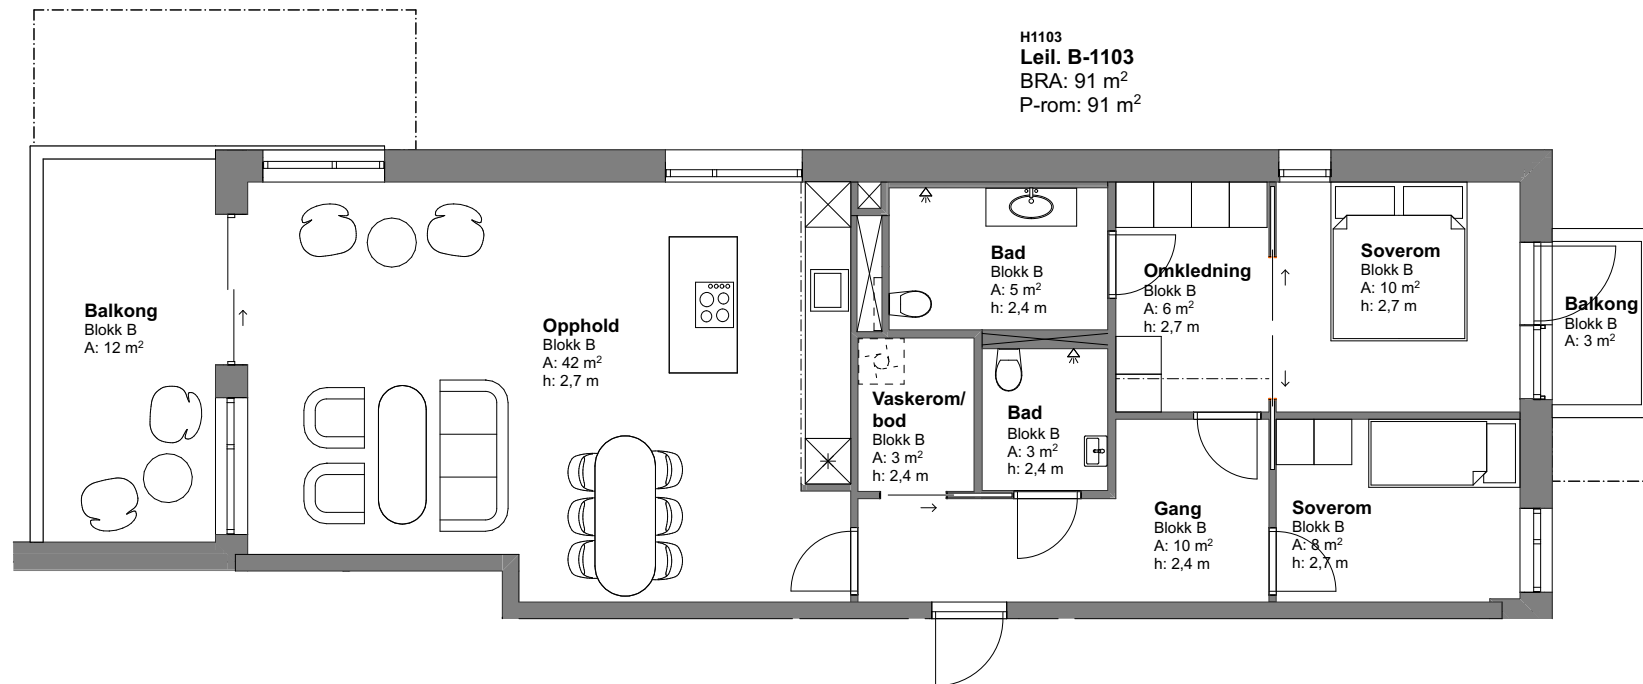 H1103
Leil. B-1103
BRA: 91 m²
P-rom: 91 m²
Balkong
Blokk B
A: 12 m²
Opphold
Blokk B
A: 42 m²
h: 2,7 m
Bad
Blokk B
A: 5 m²
h: 2,4 m
Omkledning
Blokk B
A: 6 m²
h: 2,7 m
Soverom
Blokk B
A: 10 m²
h: 2,7 m
Balkong
Blokk B
A: 3 m²
Vaskerom/
bod
Blokk B
A: 3 m²
h: 2,4 m
Bad
Blokk B
A: 3 m²
h: 2,4 m
Gang
Blokk B
A: 10 m²
h: 2,4 m
Soverom
Blokk B
A: 8 m²
h: 2,7 m